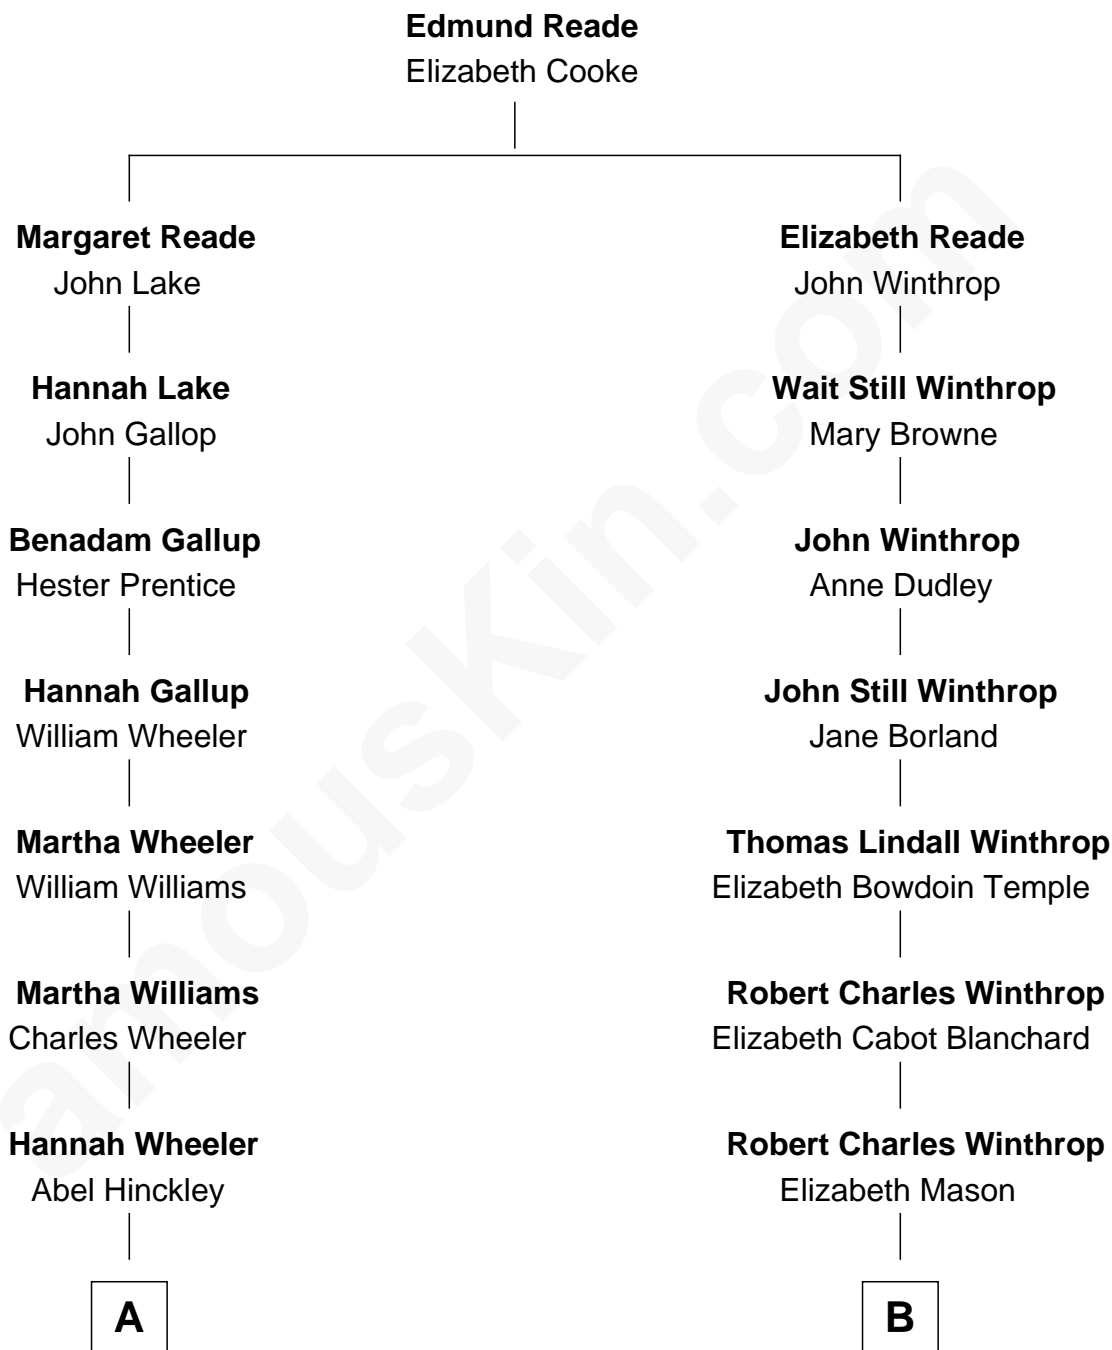 Edmund Reade
Elizabeth Cooke
Margaret Reade
John Lake
Elizabeth Reade
John Winthrop
Hannah Lake
John Gallop
Wait Still Winthrop
Mary Browne
Benadam Gallup
Hester Prentice
John Winthrop
Anne Dudley
Hannah Gallup
William Wheeler
John Still Winthrop
Jane Borland
Martha Wheeler
William Williams
Thomas Lindall Winthrop
Elizabeth Bowdoin Temple
Martha Williams
Charles Wheeler
Robert Charles Winthrop
Elizabeth Cabot Blanchard
Hannah Wheeler
Abel Hinckley
Robert Charles Winthrop
Elizabeth Mason
A
B
amousKin.com